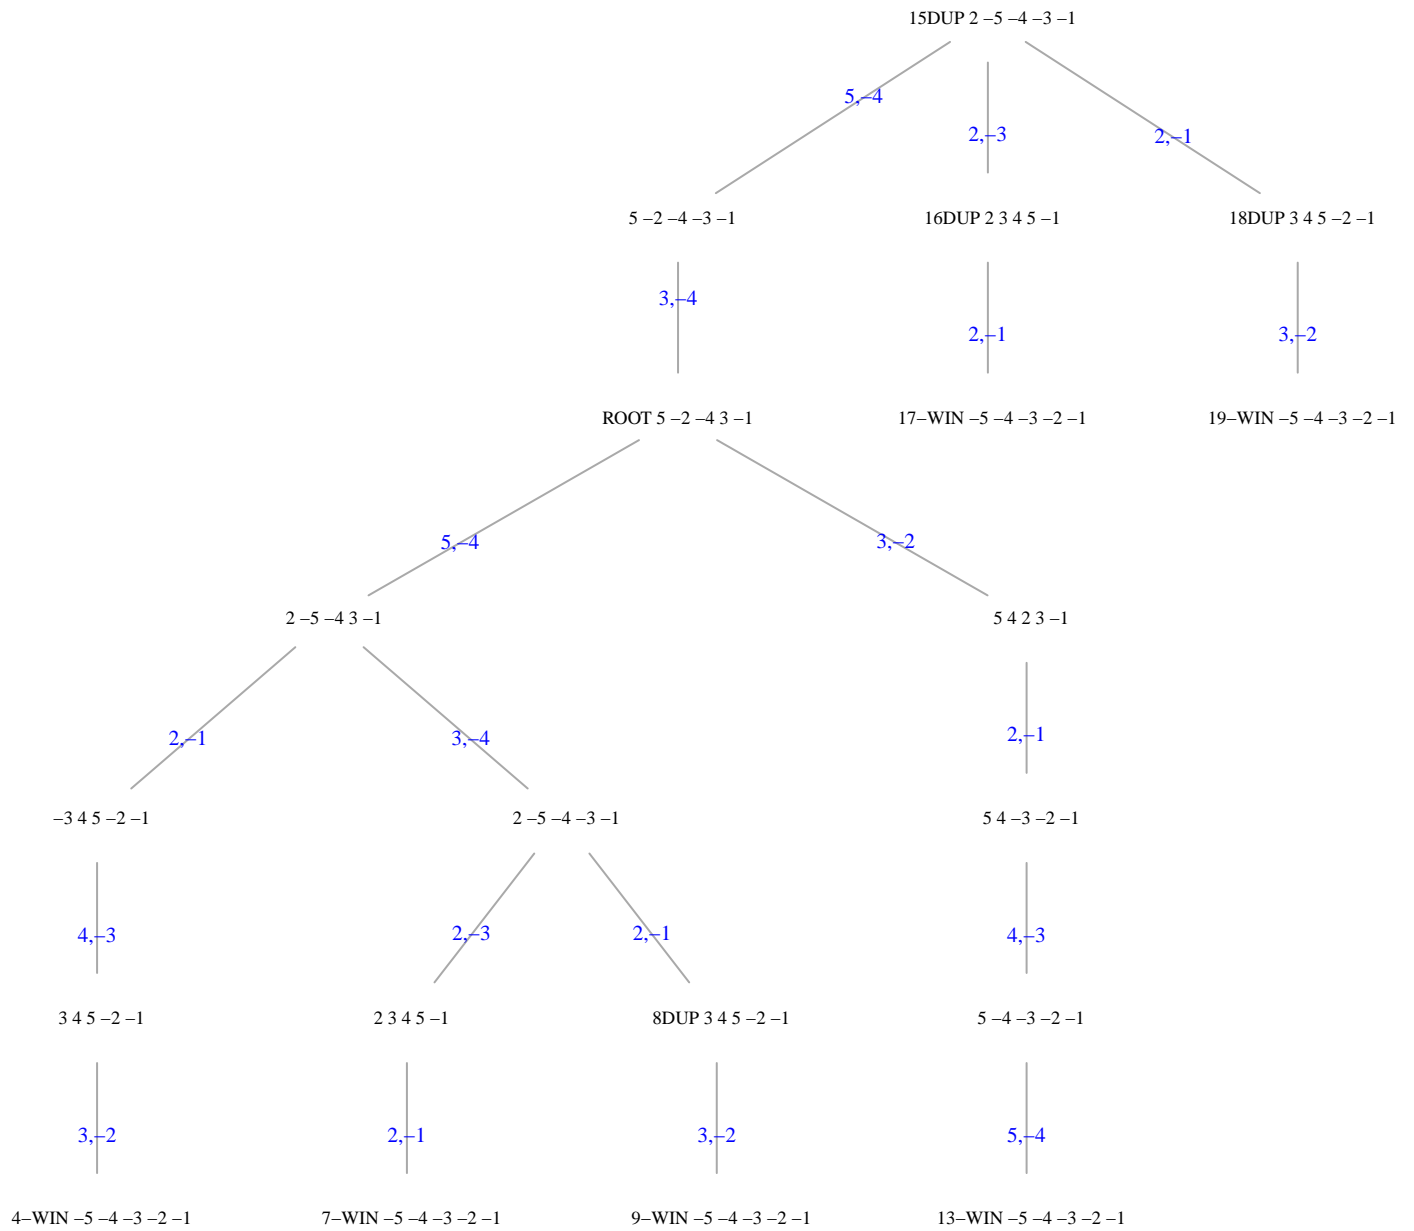 15DUP 2 –5 –4 –3 –1
5,–4
2,–3
2,–1
5 –2 –4 –3 –1
16DUP 2 3 4 5 –1
18DUP 3 4 5 –2 –1
3,–4
2,–1
3,–2
ROOT 5 –2 –4 3 –1
17–WIN –5 –4 –3 –2 –1
19–WIN –5 –4 –3 –2 –1
5,–4
3,–2
2 –5 –4 3 –1
5 4 2 3 –1
2,–1
3,–4
2,–1
–3 4 5 –2 –1
2 –5 –4 –3 –1
5 4 –3 –2 –1
4,–3
2,–3
2,–1
4,–3
3 4 5 –2 –1
2 3 4 5 –1
8DUP 3 4 5 –2 –1
5 –4 –3 –2 –1
3,–2
2,–1
3,–2
5,–4
4–WIN –5 –4 –3 –2 –1
7–WIN –5 –4 –3 –2 –1
9–WIN –5 –4 –3 –2 –1
13–WIN –5 –4 –3 –2 –1